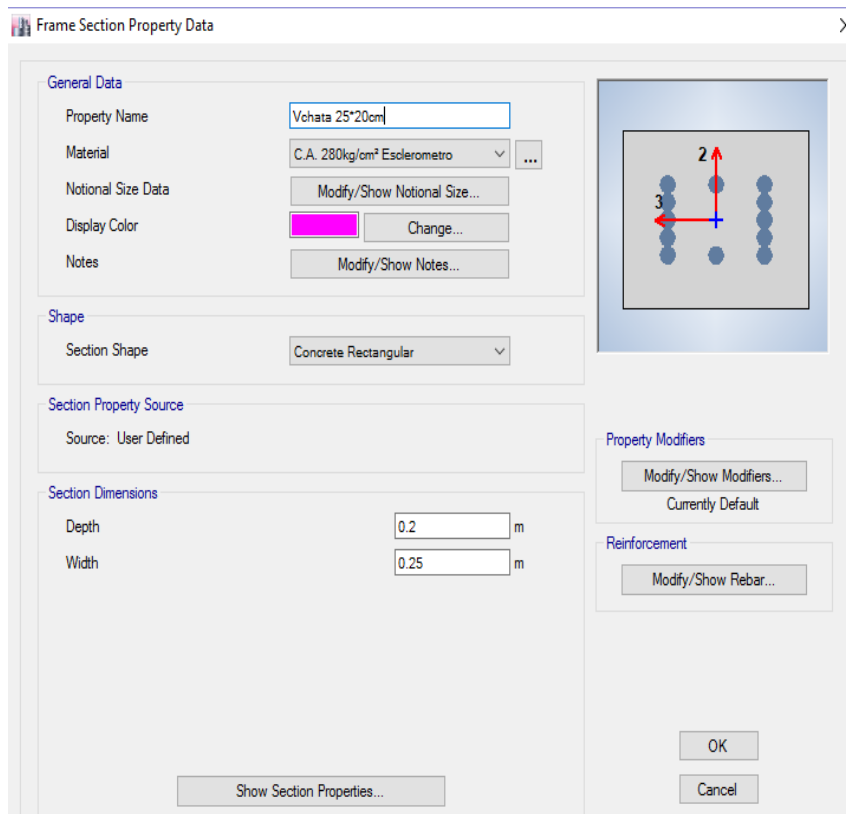 Frame Section Property Data
General Data
Property Name Vchata 25*20cm
Material C.A. 280kg/cm² Esclerometro ...
Notional Size Data Modify/Show Notional Size...
Display Color Change...
Notes Modify/Show Notes...
Shape
Section Shape Concrete Rectangular
Section Property Source
Source: User Defined
Section Dimensions
Depth 0.2 m
Width 0.25 m
Show Section Properties...
2
3
Property Modifiers
Modify/Show Modifiers...
Currently Default
Reinforcement
Modify/Show Rebar...
OK
Cancel